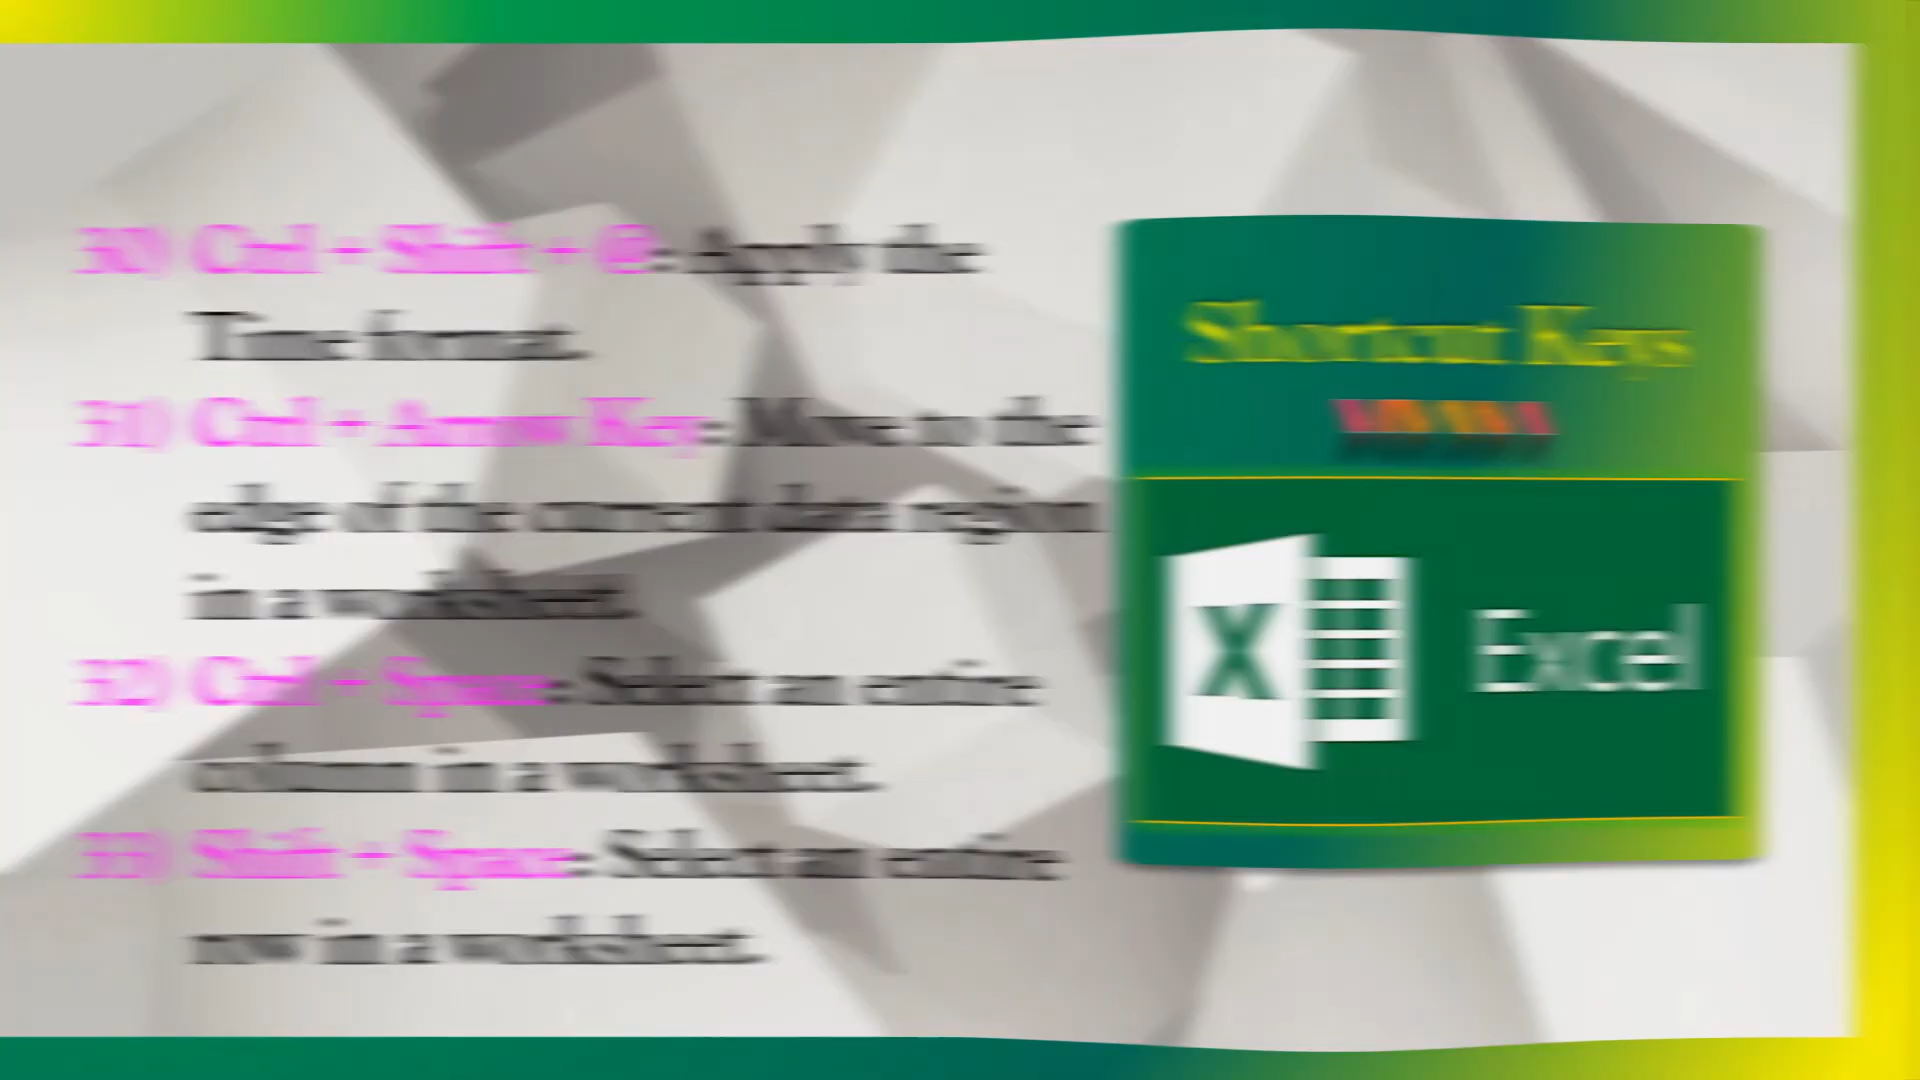 30) Ctrl + Shift + @: Apply the
Time format.
31) Ctrl + Arrow Key: Move to the
edge of the current data region
in a worksheet.
32) Ctrl + Space: Select an entire
column in a worksheet.
33) Shift + Space: Select an entire
row in a worksheet.
Shortcut Keys
X
Excel